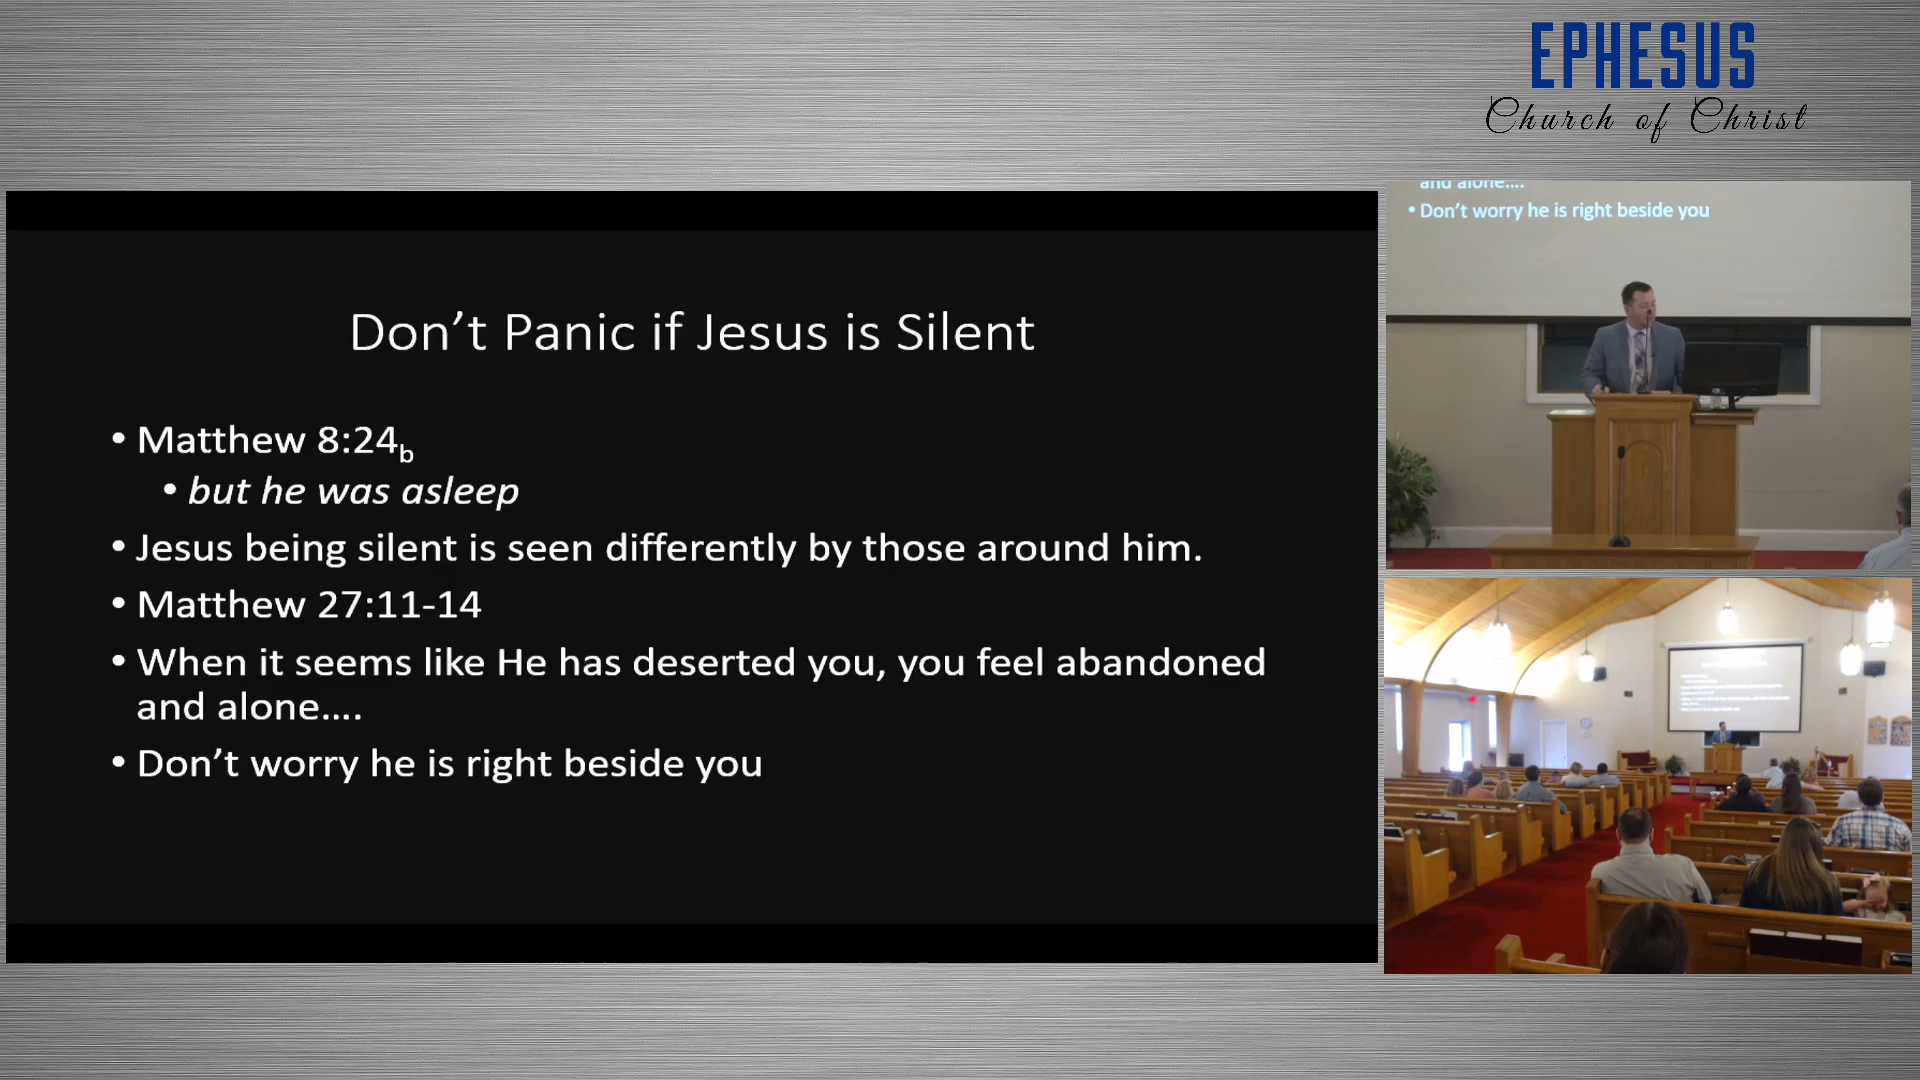 EPHESUS
Church of Christ
Don’t Panic if Jesus is Silent
• Matthew 8:24b
• but he was asleep
• Jesus being silent is seen differently by those around him.
• Matthew 27:11-14
• When it seems like He has deserted you, you feel abandoned
and alone….
• Don’t worry he is right beside you
and alone….
• Don’t worry he is right beside you